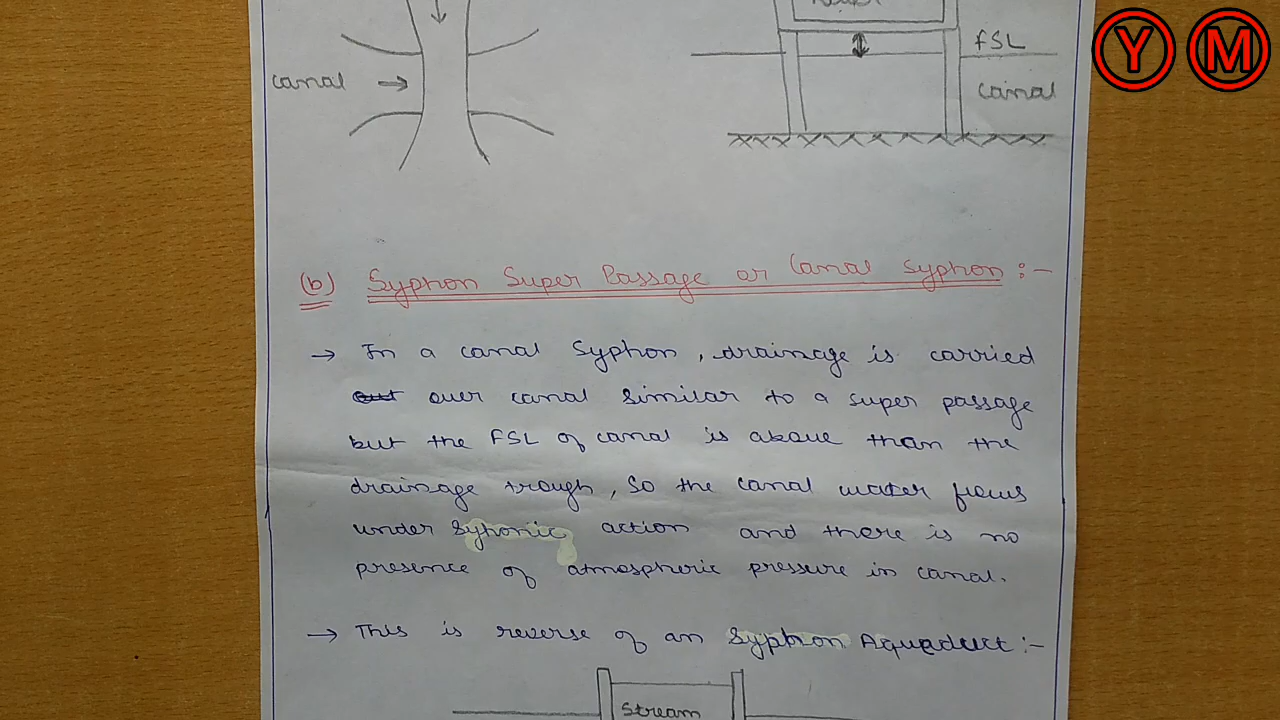 Y M
FSL
canal
canal
(b) Syphon Super Passage or Canal Syphon :-
→ In a canal Syphon, drainage is carried
over canal similar to a super passage
but the FSL of canal is above than the
drainage trough, So the canal water flows
under Syhonic action and there is no
presence of atmospheric pressure in canal.
→ This is reverse of an Syphon Aqueduct :-
Stream